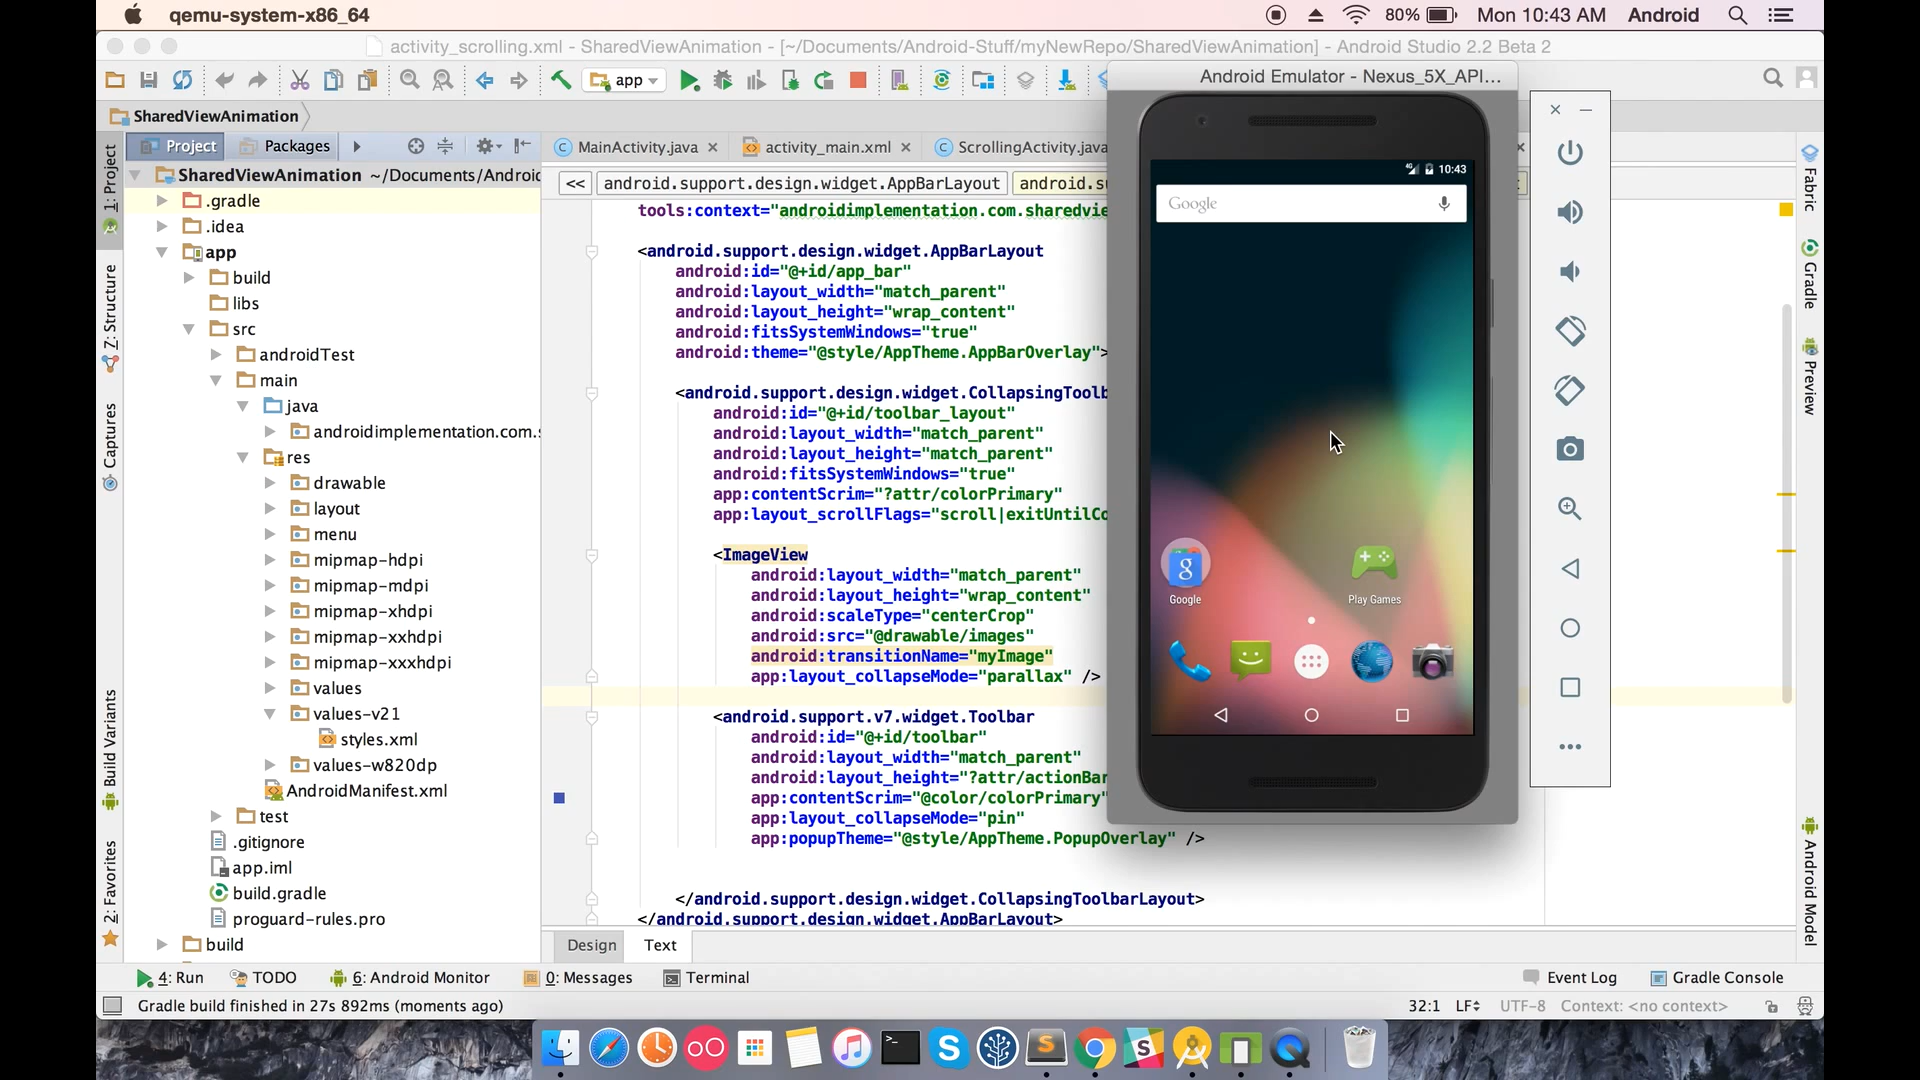 qemu-system-x86_64
80%
Mon 10:43 AM
Android
activity_scrolling.xml - SharedViewAnimation - [~/Documents/Android-Stuff/myNewRepo/SharedViewAnimation] - Android Studio 2.2 Beta 2
app
Android Emulator - Nexus_5X_API...
SharedViewAnimation
Project
Packages
MainActivity.java
activity_main.xml
ScrollingActivity.java
SharedViewAnimation ~/Documents/Android
<<
android.support.design.widget.AppBarLayout
android.su
.gradle
.idea
app
build
libs
src
androidTest
main
java
androidimplementation.com.s
res
drawable
layout
menu
mipmap-hdpi
mipmap-mdpi
mipmap-xhdpi
mipmap-xxhdpi
mipmap-xxxhdpi
values
values-v21
styles.xml
values-w820dp
AndroidManifest.xml
test
.gitignore
app.iml
build.gradle
proguard-rules.pro
build
1: Project
Z: Structure
Captures
Build Variants
2: Favorites
tools:context="androidimplementation.com.sharedvie
<android.support.design.widget.AppBarLayout
android:id="@+id/app_bar"
android:layout_width="match_parent"
android:layout_height="wrap_content"
android:fitsSystemWindows="true"
android:theme="@style/AppTheme.AppBarOverlay">
<android.support.design.widget.CollapsingToolb
android:id="@+id/toolbar_layout"
android:layout_width="match_parent"
android:layout_height="match_parent"
android:fitsSystemWindows="true"
app:contentScrim="?attr/colorPrimary"
app:layout_scrollFlags="scroll|exitUntilCo
<ImageView
android:layout_width="match_parent"
android:layout_height="wrap_content"
android:scaleType="centerCrop"
android:src="@drawable/images"
android:transitionName="myImage"
app:layout_collapseMode="parallax" />
<android.support.v7.widget.Toolbar
android:id="@+id/toolbar"
android:layout_width="match_parent"
android:layout_height="?attr/actionBar
app:contentScrim="@color/colorPrimary"
app:layout_collapseMode="pin"
app:popupTheme="@style/AppTheme.PopupOverlay" />
</android.support.design.widget.CollapsingToolbarLayout>
</android.support.design.widget.AppBarLayout>
10:43
Google
Google
Play Games
Fabric
Gradle
Preview
Android Model
Design
Text
4: Run
TODO
6: Android Monitor
0: Messages
Terminal
Event Log
Gradle Console
Gradle build finished in 27s 892ms (moments ago)
32:1
LF
UTF-8
Context: <no context>